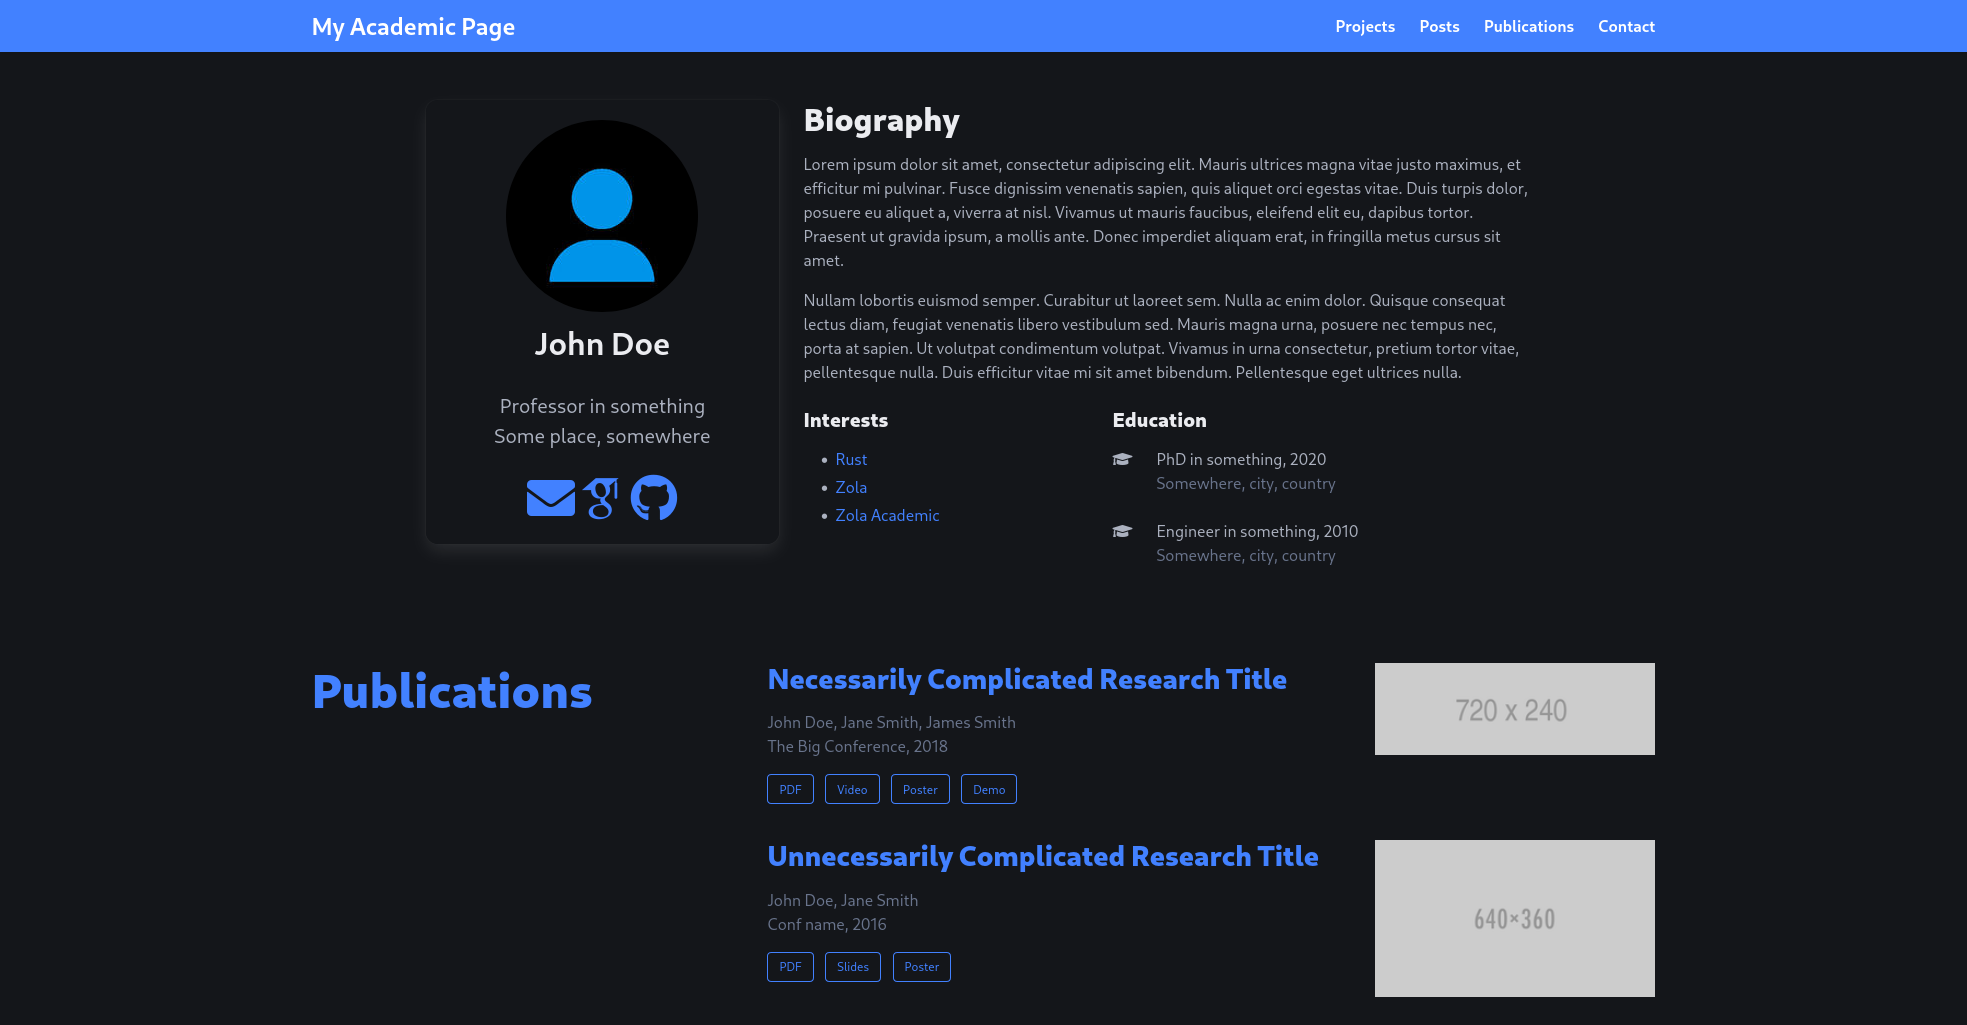 My Academic Page
Projects Posts Publications Contact
John Doe
Professor in something
Some place, somewhere
Biography
Lorem ipsum dolor sit amet, consectetur adipiscing elit. Mauris ultrices magna vitae justo maximus, et
efficitur mi pulvinar. Fusce dignissim venenatis sapien, quis aliquet orci egestas vitae. Duis turpis dolor,
posuere eu aliquet a, viverra at nisl. Vivamus ut mauris faucibus, eleifend elit eu, dapibus tortor.
Praesent ut gravida ipsum, a mollis ante. Donec imperdiet aliquam erat, in fringilla metus cursus sit
amet.
Nullam lobortis euismod semper. Curabitur ut laoreet sem. Nulla ac enim dolor. Quisque consequat
lectus diam, feugiat venenatis libero vestibulum sed. Mauris magna urna, posuere nec tempus nec,
porta at sapien. Ut volutpat condimentum volutpat. Vivamus in urna consectetur, pretium tortor vitae,
pellentesque nulla. Duis efficitur vitae mi sit amet bibendum. Pellentesque eget ultrices nulla.
Interests
Rust
Zola
Zola Academic
Education
PhD in something, 2020
Somewhere, city, country
Engineer in something, 2010
Somewhere, city, country
Publications
Necessarily Complicated Research Title
John Doe, Jane Smith, James Smith
The Big Conference, 2018
PDF Video Poster Demo
720 x 240
Unnecessarily Complicated Research Title
John Doe, Jane Smith
Conf name, 2016
PDF Slides Poster
640×360